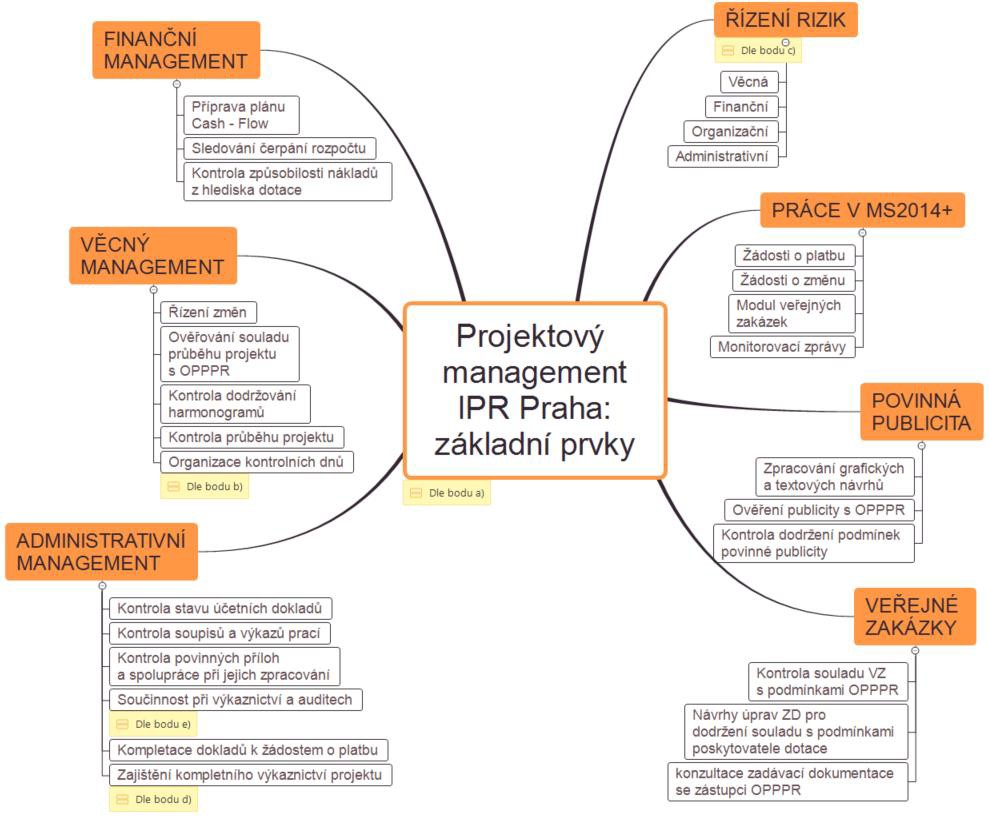 FINANČNÍ
MANAGEMENT
Příprava plánu
Cash - Flow
Sledování čerpání rozpočtu
Kontrola způsobilosti nákladů
z hlediska dotace
VĚCNÝ
MANAGEMENT
Řízení změn
Ověřování souladu
průběhu projektu
s OPPPR
Kontrola dodržování
harmonogramů
Kontrola průběhu projektu
Organizace kontrolních dnů
Dle bodu b)
ADMINISTRATIVNÍ
MANAGEMENT
Kontrola stavu účetních dokladů
Kontrola soupisů a výkazů prací
Kontrola povinných příloh
a spolupráce při jejich zpracování
Součinnost při výkaznictví a auditech
Dle bodu e)
Kompletace dokladů k žádostem o platbu
Zajištění kompletního výkaznictví projektu
Dle bodu d)
Projektový
management
IPR Praha:
základní prvky
Dle bodu a)
ŘÍZENÍ RIZIK
Dle bodu c)
Věcná
Finanční
Organizační
Administrativní
PRÁCE V MS2014+
Žádosti o platbu
Žádosti o změnu
Modul veřejných
zakázek
Monitorovací zprávy
POVINNÁ
PUBLICITA
Zpracování grafických
a textových návrhů
Ověření publicity s OPPPR
Kontrola dodržení podmínek
povinné publicity
VEŘEJNÉ
ZAKÁZKY
Kontrola souladu VZ
s podmínkami OPPPR
Návrhy úprav ZD pro
dodržení souladu s podmínkami
poskytovatele dotace
konzultace zadávací dokumentace
se zástupci OPPPR